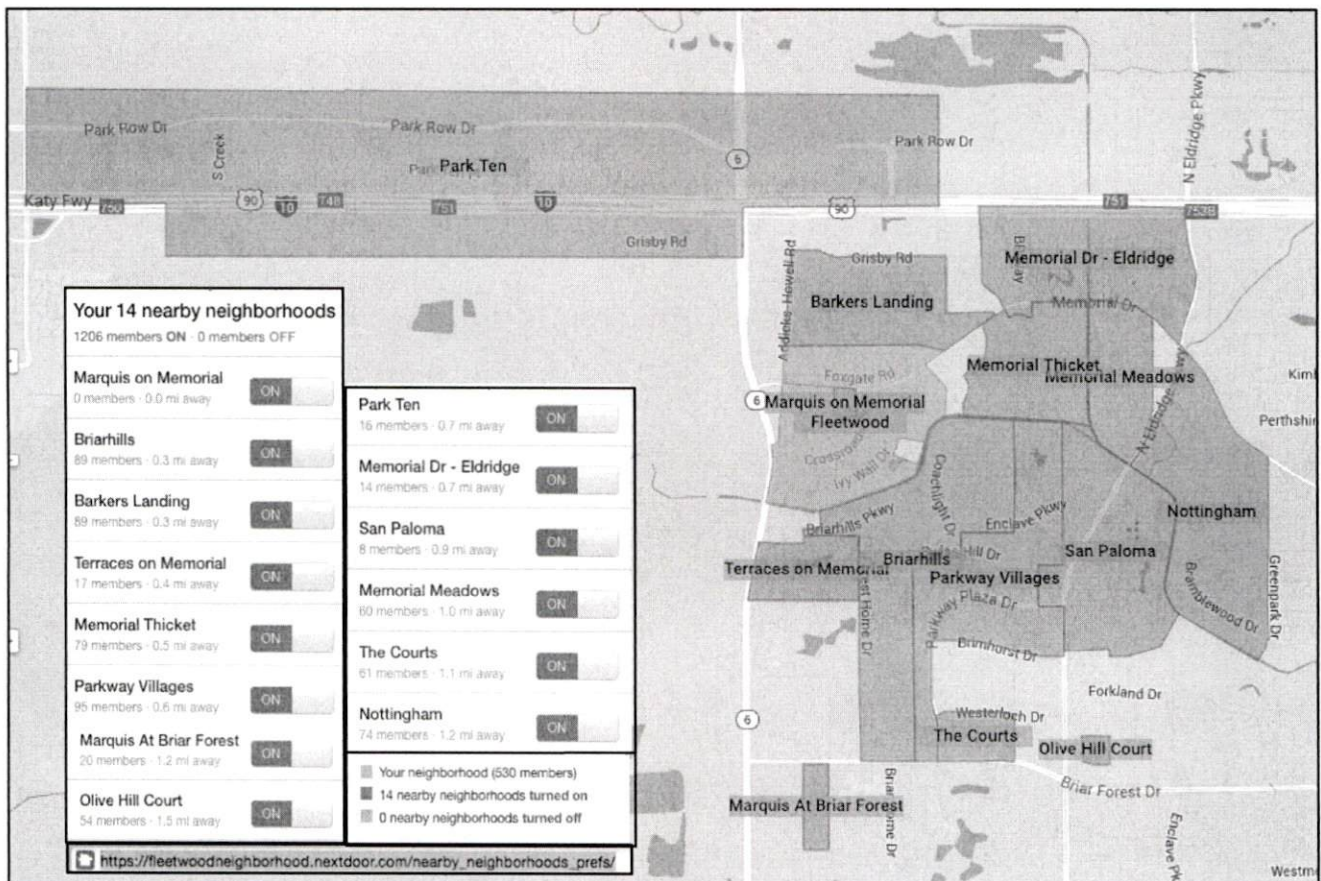 Your 14 nearby neighborhoods
1206 members ON · 0 members OFF
Marquis on Memorial
0 members · 0.0 mi away
ON
Briarhills
89 members · 0.3 mi away
ON
Barkers Landing
89 members · 0.3 mi away
ON
Terraces on Memorial
17 members · 0.4 mi away
ON
Memorial Thicket
79 members · 0.5 mi away
ON
Parkway Villages
95 members · 0.6 mi away
ON
Marquis At Briar Forest
20 members · 1.2 mi away
ON
Olive Hill Court
54 members · 1.5 mi away
ON
Park Ten
16 members · 0.7 mi away
ON
Memorial Dr - Eldridge
14 members · 0.7 mi away
ON
San Paloma
8 members · 0.9 mi away
ON
Memorial Meadows
60 members · 1.0 mi away
ON
The Courts
61 members · 1.1 mi away
ON
Nottingham
74 members · 1.2 mi away
ON
Your neighborhood (530 members)
14 nearby neighborhoods turned on
0 nearby neighborhoods turned off
https://fleetwoodneighborhood.nextdoor.com/nearby_neighborhoods_prefs/
Park Row Dr
Park Row Dr
Park Row Dr
S Creek
Park Ten
6
N Eldridge Pkwy
Katy Fwy
90
10
748
751
10
90
751
753B
Grisby Rd
Grisby Rd
Addicks-Howell Rd
Memorial Dr - Eldridge
Barkers Landing
Memorial Dr
Memorial Thicket
Memorial Meadows
Foxgate Rd
6
Marquis on Memorial
Fleetwood
N Eldridge
Perthshire
Ivy Wall Dr
Coachlight Dr
Briarhills Pkwy
Enclave Pkwy
Nottingham
Terraces on Memorial
Briarhills
San Paloma
Parkway Villages
Plaza Dr
Parkway
Greenpark Dr
Bramblewood Dr
Brimhurst Dr
Forkland Dr
6
Westerloch Dr
The Courts
Olive Hill Court
Briar Forest Dr
Marquis At Briar Forest